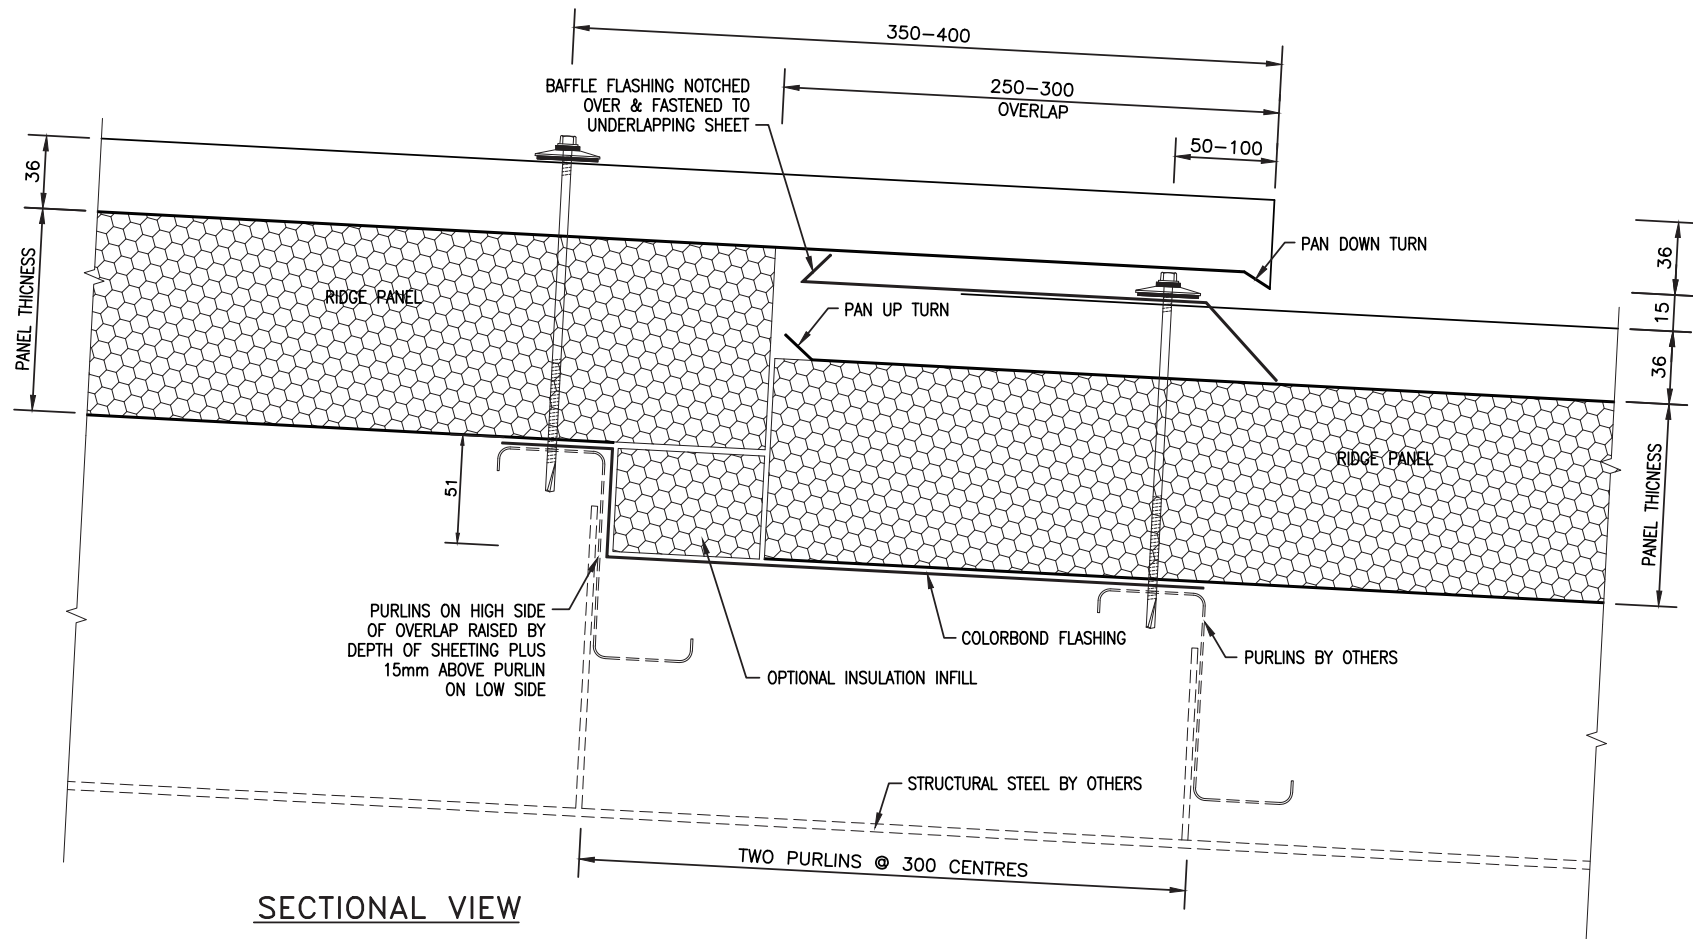 350-400
BAFFLE FLASHING NOTCHED
OVER & FASTENED TO
UNDERLAPPING SHEET
250-300
OVERLAP
50-100
36
PANEL THICNESS
RIDGE PANEL
PAN UP TURN
PAN DOWN TURN
36
15
36
PANEL THICNESS
RIDGE PANEL
51
PURLINS ON HIGH SIDE
OF OVERLAP RAISED BY
DEPTH OF SHEETING PLUS
15mm ABOVE PURLIN
ON LOW SIDE
COLORBOND FLASHING
OPTIONAL INSULATION INFILL
PURLINS BY OTHERS
STRUCTURAL STEEL BY OTHERS
TWO PURLINS @ 300 CENTRES
SECTIONAL VIEW